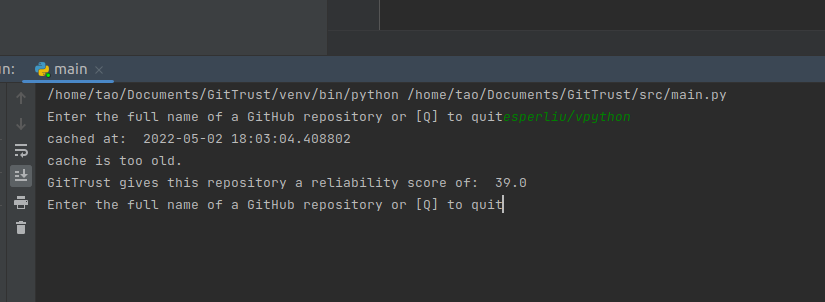 un:
main
/home/tao/Documents/GitTrust/venv/bin/python /home/tao/Documents/GitTrust/src/main.py
Enter the full name of a GitHub repository or [Q] to quitesperliu/vpython
cached at:  2022-05-02 18:03:04.408802
cache is too old.
GitTrust gives this repository a reliability score of:  39.0
Enter the full name of a GitHub repository or [Q] to quit